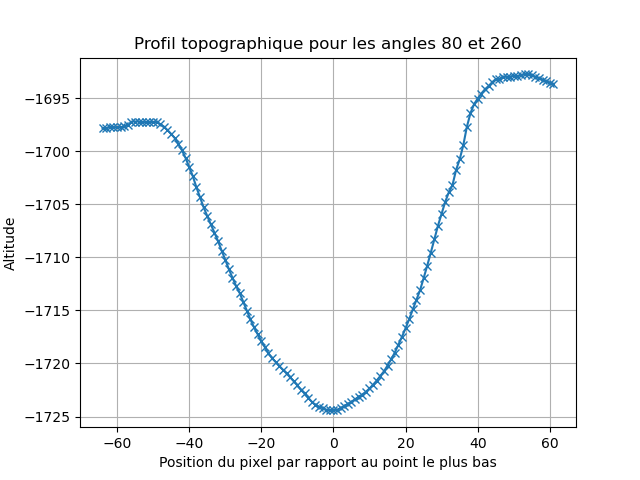 Profil topographique pour les angles 80 et 260
Altitude
−1695
−1700
−1705
−1710
−1715
−1720
−1725
−60 −40 −20 0 20 40 60
Position du pixel par rapport au point le plus bas